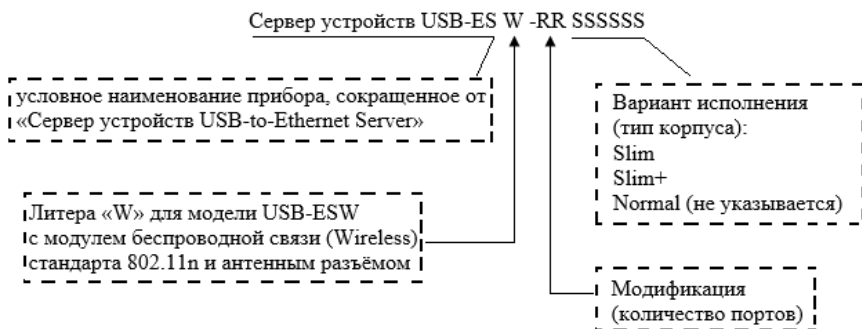 Сервер устройств USB-ES W -RR SSSSSS
условное наименование прибора, сокращенное от
«Сервер устройств USB-to-Ethernet Server»
Вариант исполнения
(тип корпуса):
Slim
Slim+
Normal (не указывается)
Литера «W» для модели USB-ESW
с модулем беспроводной связи (Wireless)
стандарта 802.11n и антенным разъёмом
Модификация
(количество портов)